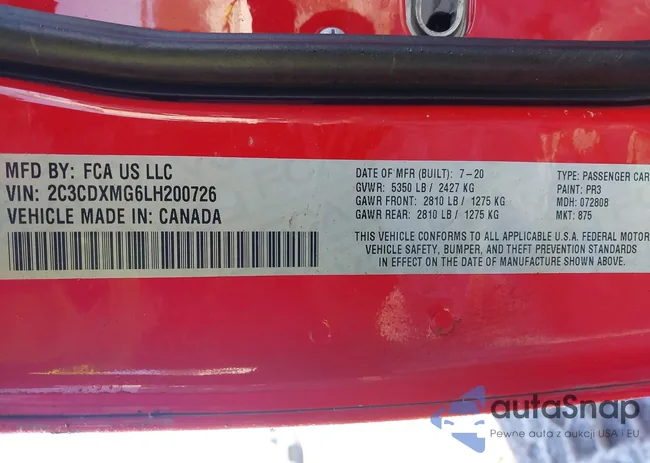 MFD BY: FCA US LLC
VIN: 2C3CDXMG6LH200726
VEHICLE MADE IN: CANADA
DATE OF MFR (BUILT): 7-20
GVWR: 5350 LB / 2427 KG
GAWR FRONT: 2810 LB / 1275 KG
GAWR REAR: 2810 LB / 1275 KG
TYPE: PASSENGER CAR
PAINT: PR3
MDH: 072808
MKT: 875
THIS VEHICLE CONFORMS TO ALL APPLICABLE U.S.A. FEDERAL MOTOR
VEHICLE SAFETY, BUMPER, AND THEFT PREVENTION STANDARDS
IN EFFECT ON THE DATE OF MANUFACTURE SHOWN ABOVE.
autaSnap
Pewne auta z aukcji USA i EU